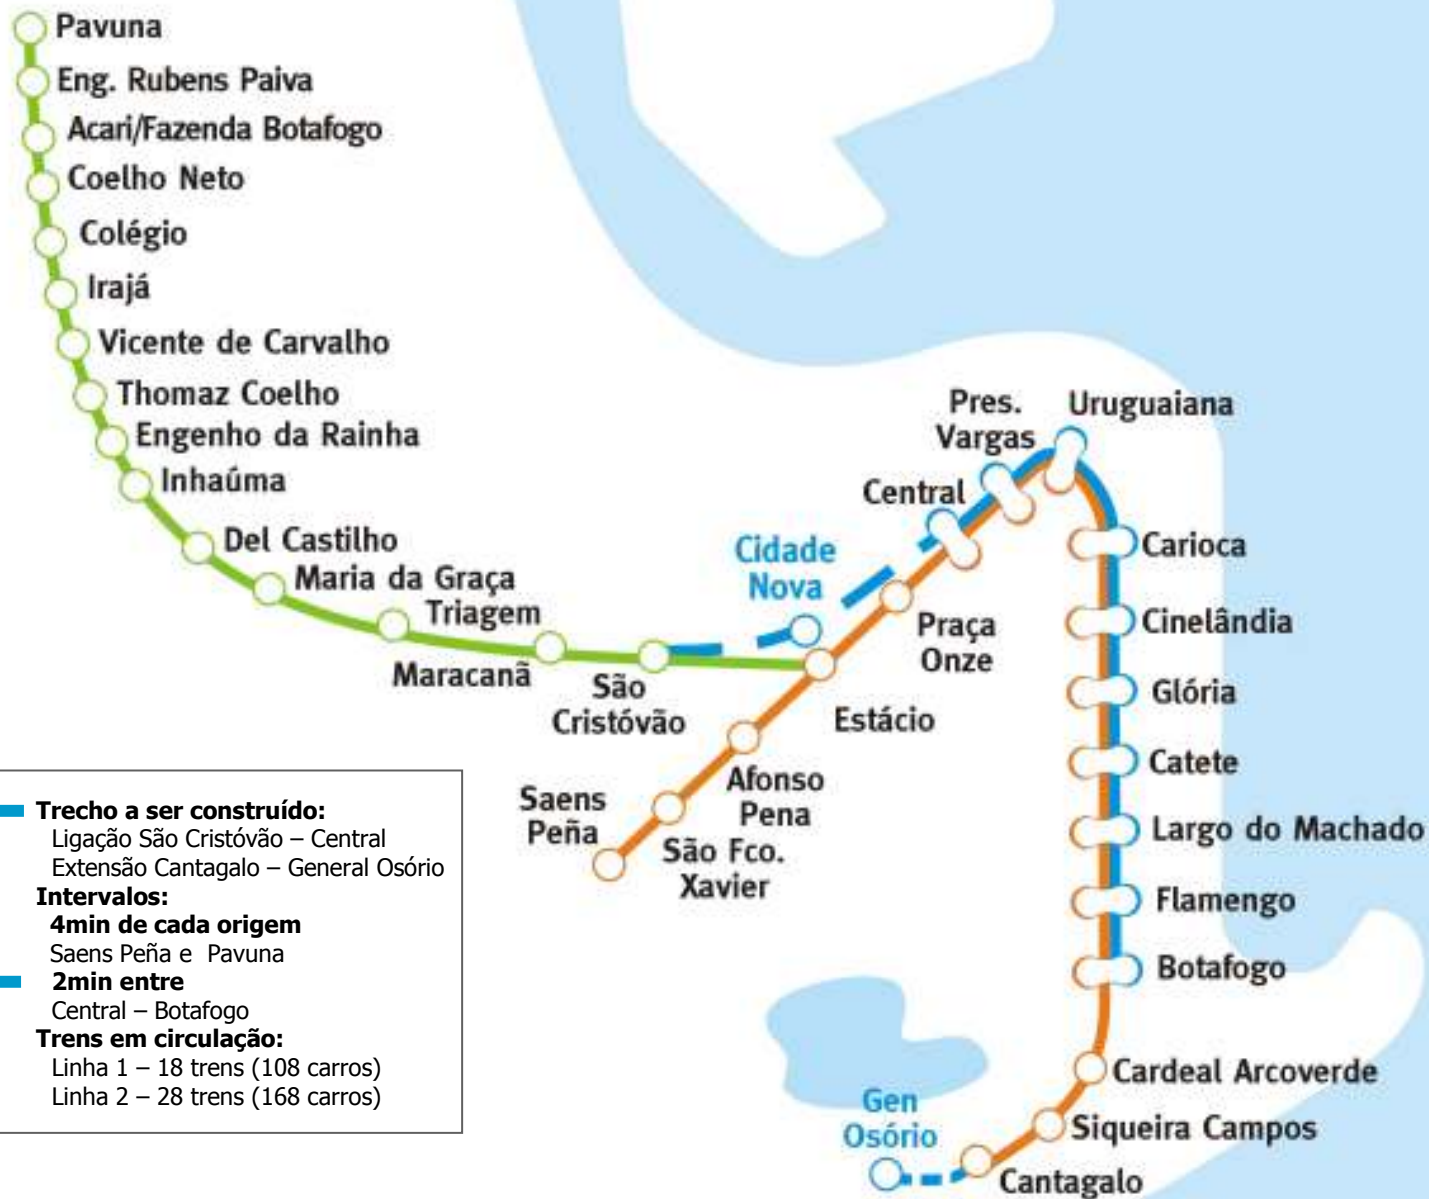 Pavuna
Eng. Rubens Paiva
Acari/Fazenda Botafogo
Coelho Neto
Colégio
Irajá
Vicente de Carvalho
Thomaz Coelho
Engenho da Rainha
Inhaúma
Del Castilho
Maria da Graça
Triagem
Maracanã
São
Cristóvão
Estácio
Cidade
Nova
Praça
Onze
Central
Pres.
Vargas
Uruguaiana
Carioca
Cinelândia
Glória
Catete
Largo do Machado
Flamengo
Botafogo
Cardeal Arcoverde
Siqueira Campos
Cantagalo
Gen
Osório
Afonso
Pena
São Fco.
Xavier
Saens
Peña
Trecho a ser construído:
Ligação São Cristóvão – Central
Extensão Cantagalo – General Osório
Intervalos:
4min de cada origem
Saens Peña e Pavuna
2min entre
Central – Botafogo
Trens em circulação:
Linha 1 – 18 trens (108 carros)
Linha 2 – 28 trens (168 carros)